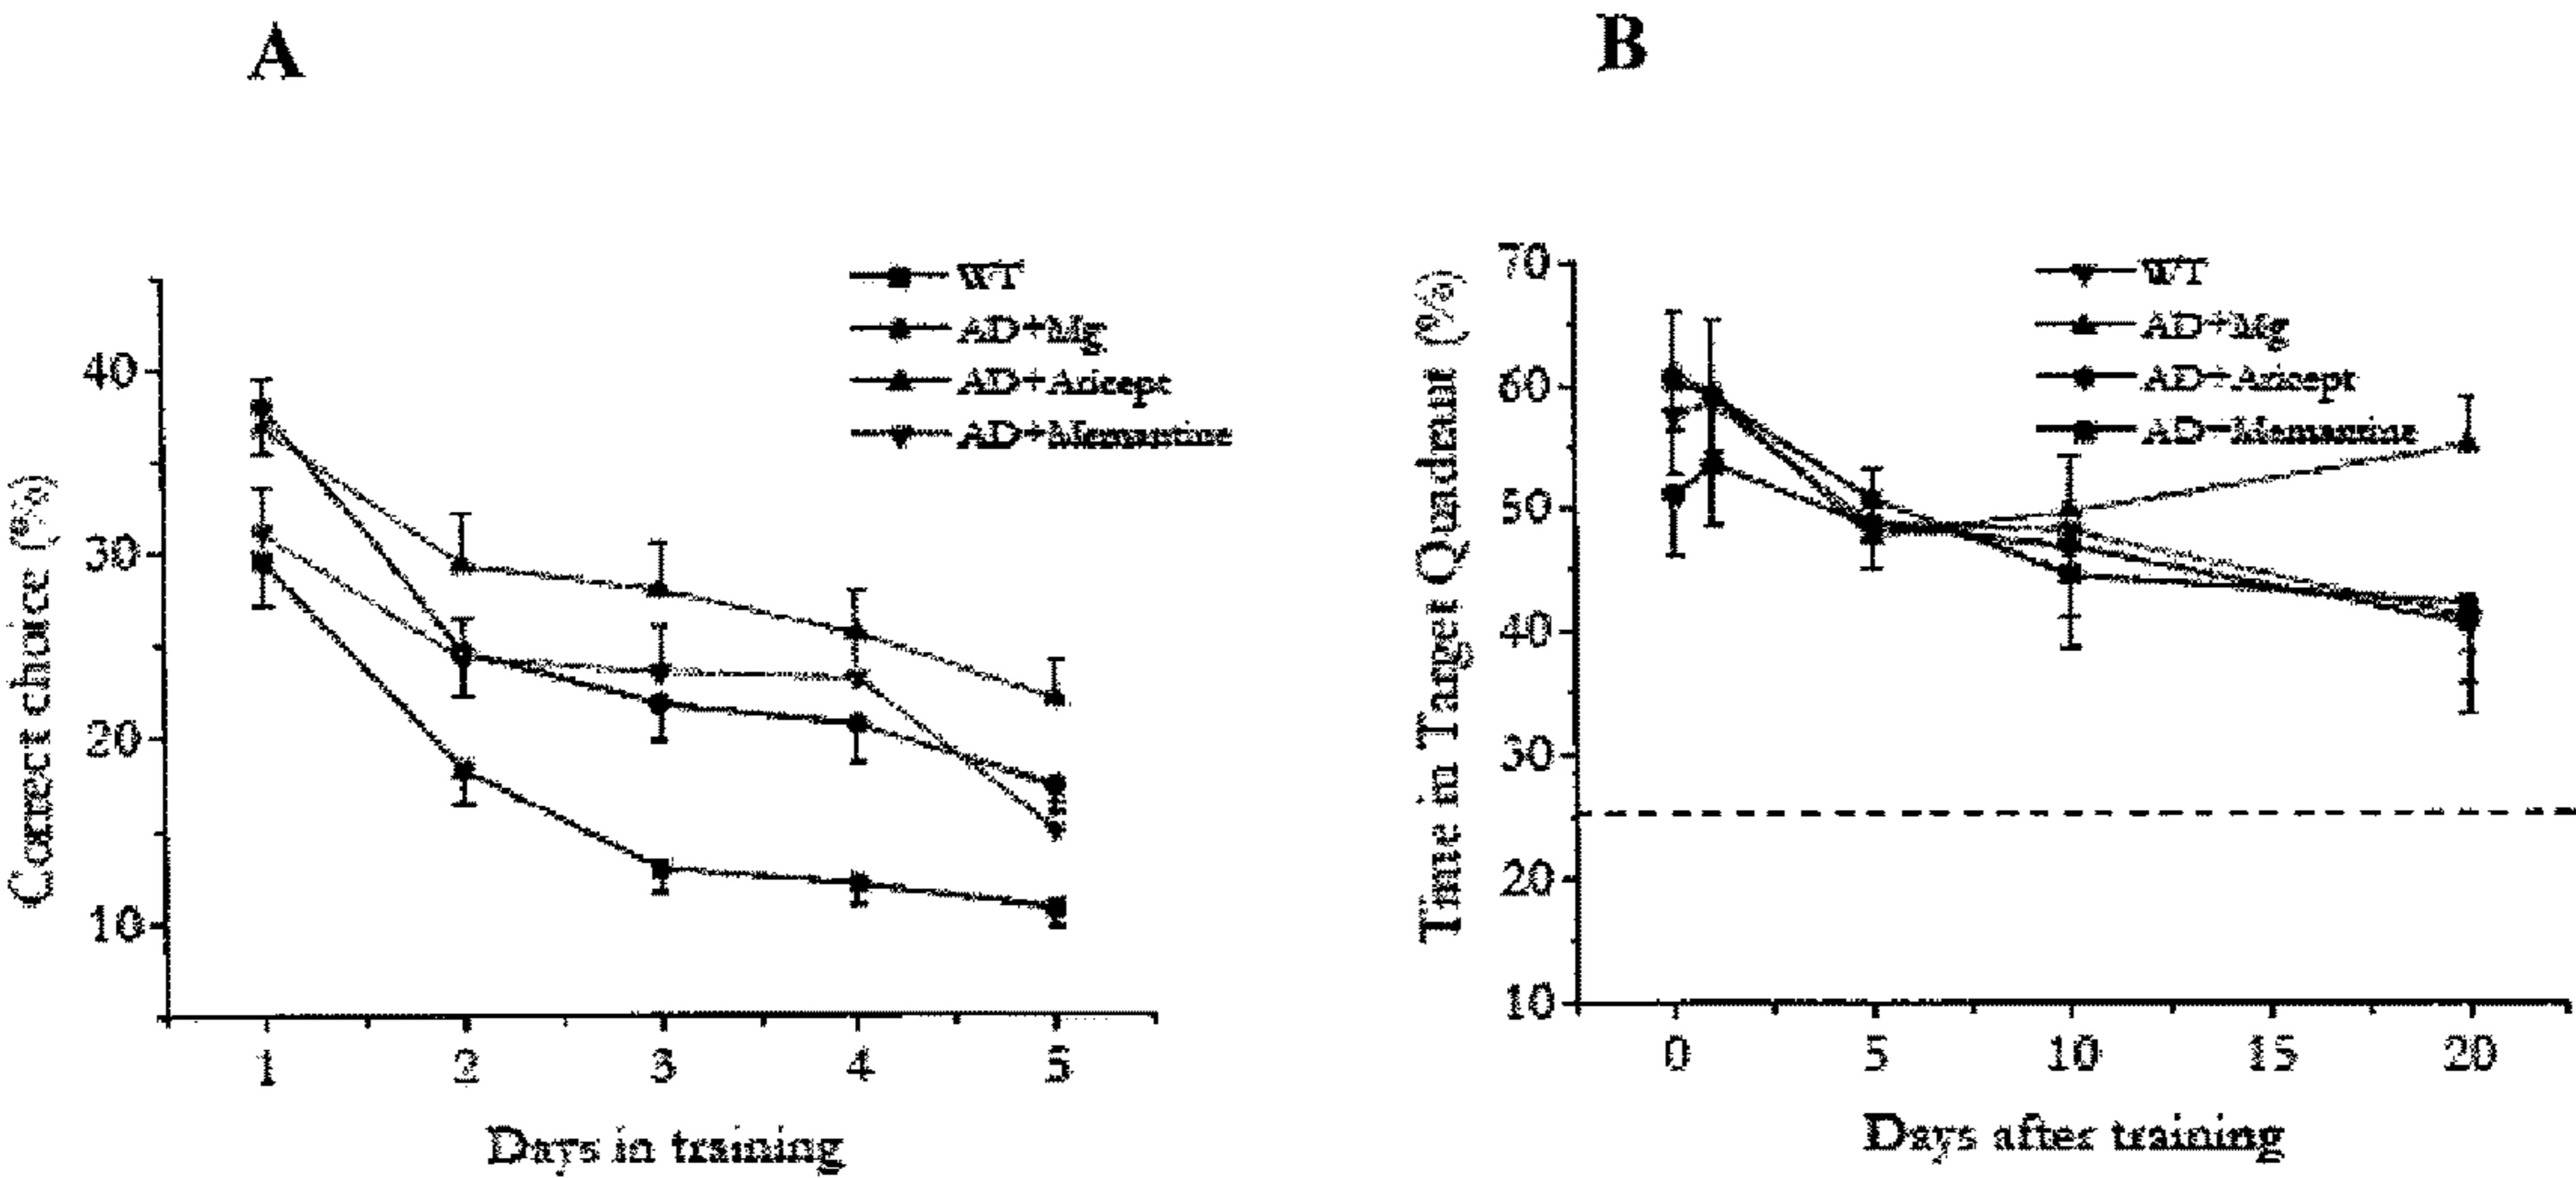 A
B
Correct choice (%)
40
30
20
10
1 2 3 4 5
Days in training
WT
AD+Mg
AD+Aricept
AD+Memantine
Time in Target Quadrant (%)
70
60
50
40
30
20
10
0 5 10 15 20
Days after training
WT
AD+Mg
AD+Aricept
AD+Memantine